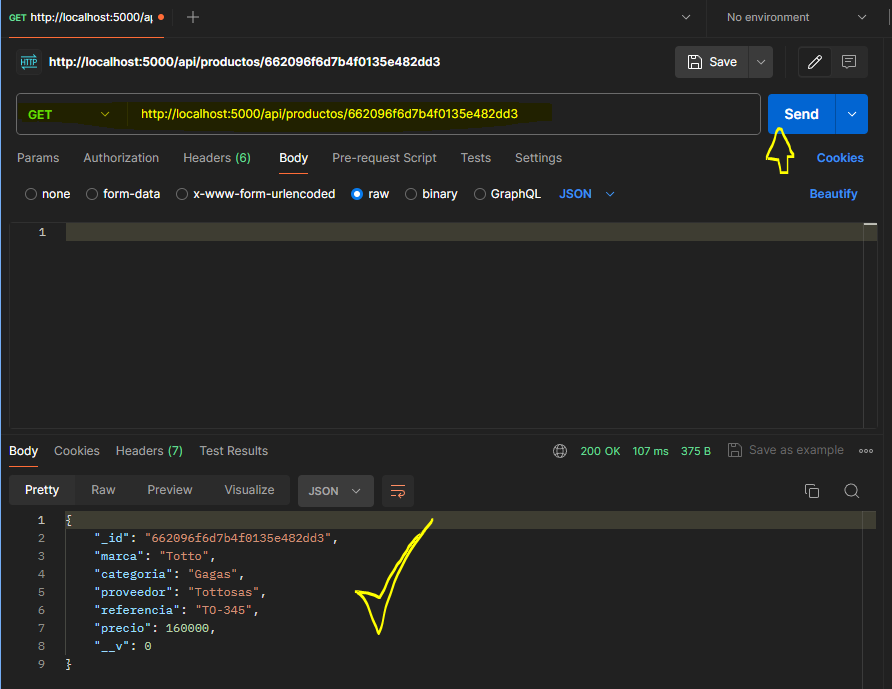 GET http://localhost:5000/a
No environment
HTTP http://localhost:5000/api/productos/662096f6d7b4f0135e482dd3
Save
GET http://localhost:5000/api/productos/662096f6d7b4f0135e482dd3
Send
Params Authorization Headers (6) Body Pre-request Script Tests Settings Cookies
none form-data x-www-form-urlencoded raw binary GraphQL JSON Beautify
1
Body Cookies Headers (7) Test Results 200 OK 107 ms 375 B Save as example
Pretty Raw Preview Visualize JSON
1 {
2 "_id": "662096f6d7b4f0135e482dd3",
3 "marca": "Totto",
4 "categoria": "Gagas",
5 "proveedor": "Tottosas",
6 "referencia": "TO-345",
7 "precio": 160000,
8 "__v": 0
9 }